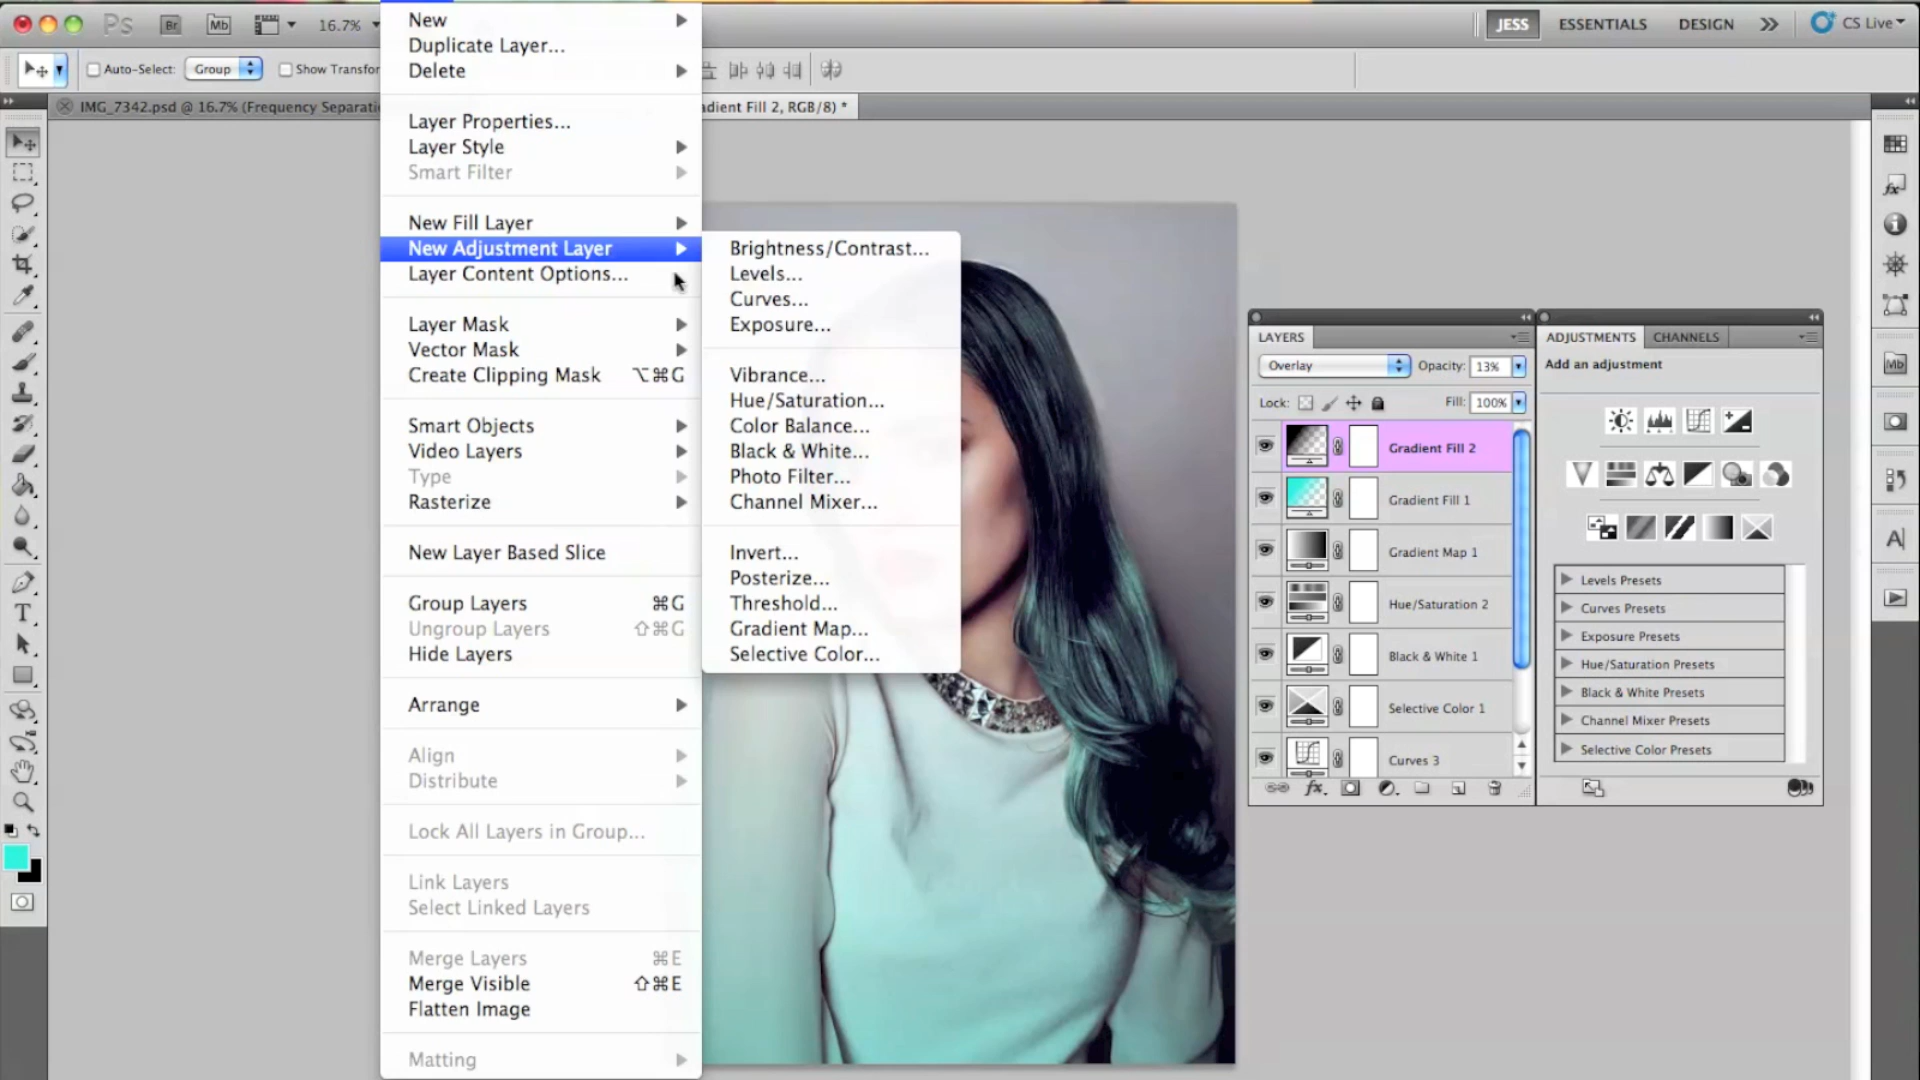 Ps
Br
Mb
16.7%
JESS
ESSENTIALS
DESIGN
CS Live
Auto-Select:
Group
Show Transfor
IMG_7342.psd @ 16.7% (Frequency Separati
adient Fill 2, RGB/8) *
New
Duplicate Layer...
Delete
Layer Properties...
Layer Style
Smart Filter
New Fill Layer
New Adjustment Layer
Layer Content Options...
Layer Mask
Vector Mask
Create Clipping Mask ⌥⌘G
Smart Objects
Video Layers
Type
Rasterize
New Layer Based Slice
Group Layers ⌘G
Ungroup Layers ⇧⌘G
Hide Layers
Arrange
Align
Distribute
Lock All Layers in Group...
Link Layers
Select Linked Layers
Merge Layers ⌘E
Merge Visible ⇧⌘E
Flatten Image
Matting
Brightness/Contrast...
Levels...
Curves...
Exposure...
Vibrance...
Hue/Saturation...
Color Balance...
Black & White...
Photo Filter...
Channel Mixer...
Invert...
Posterize...
Threshold...
Gradient Map...
Selective Color...
LAYERS
Overlay
Opacity: 13%
Lock:
Fill: 100%
Gradient Fill 2
Gradient Fill 1
Gradient Map 1
Hue/Saturation 2
Black & White 1
Selective Color 1
Curves 3
fx
ADJUSTMENTS
CHANNELS
Add an adjustment
Levels Presets
Curves Presets
Exposure Presets
Hue/Saturation Presets
Black & White Presets
Channel Mixer Presets
Selective Color Presets
fx
Mb
A
T